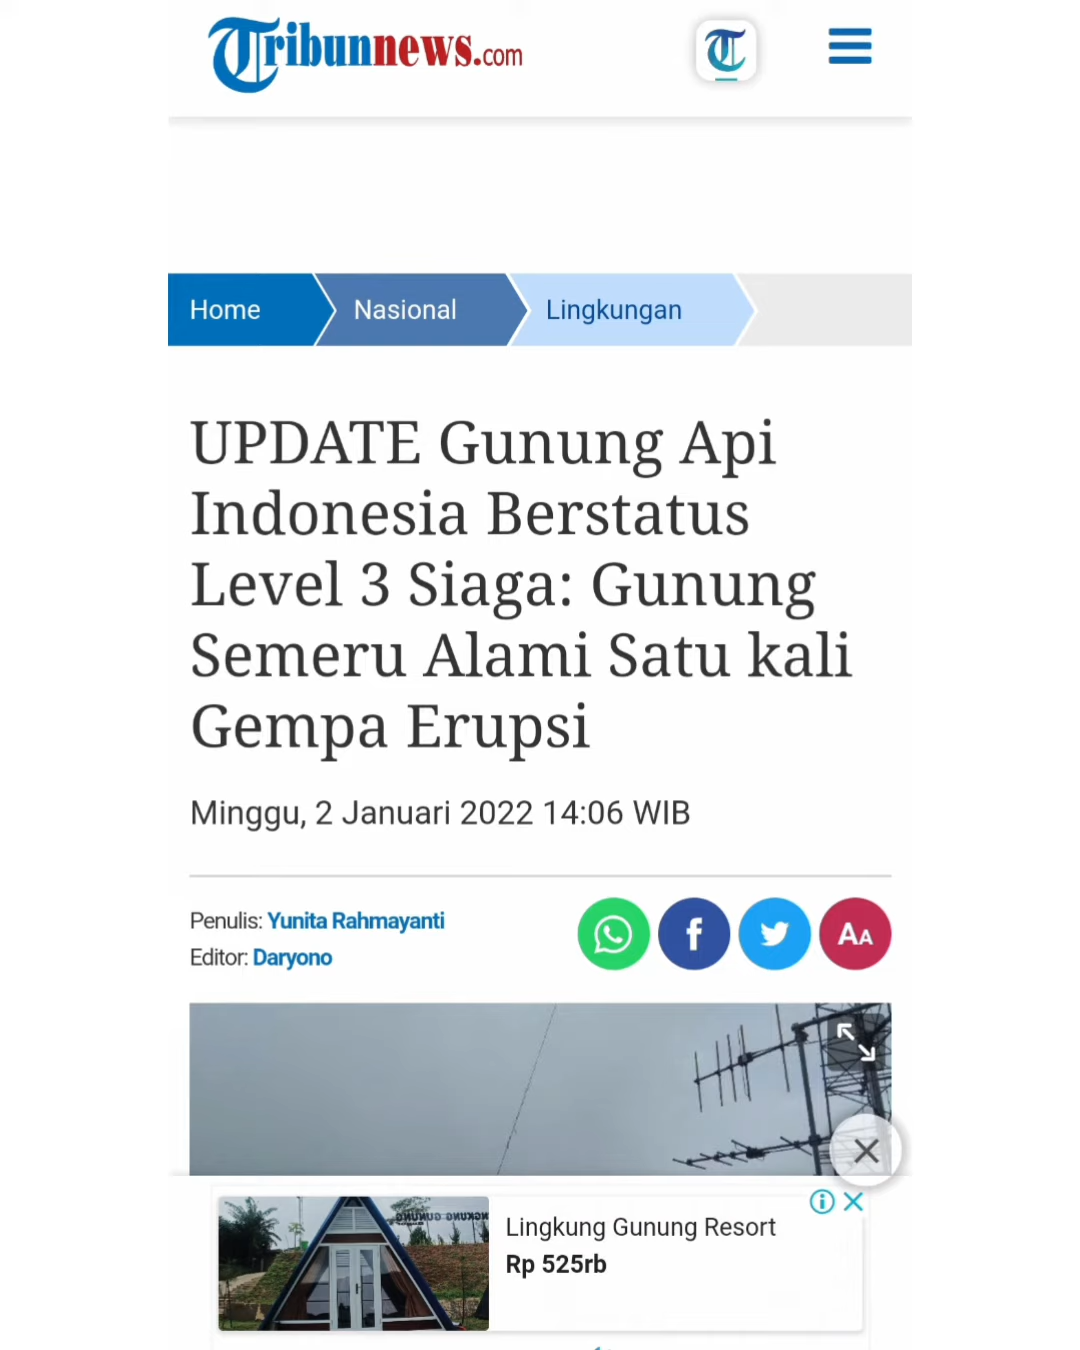 Tribunnews.com
Home
Nasional
Lingkungan
UPDATE Gunung Api
Indonesia Berstatus
Level 3 Siaga: Gunung
Semeru Alami Satu kali
Gempa Erupsi
Minggu, 2 Januari 2022 14:06 WIB
Penulis: Yunita Rahmayanti
Editor: Daryono
AA
Lingkung Gunung Resort
Rp 525rb